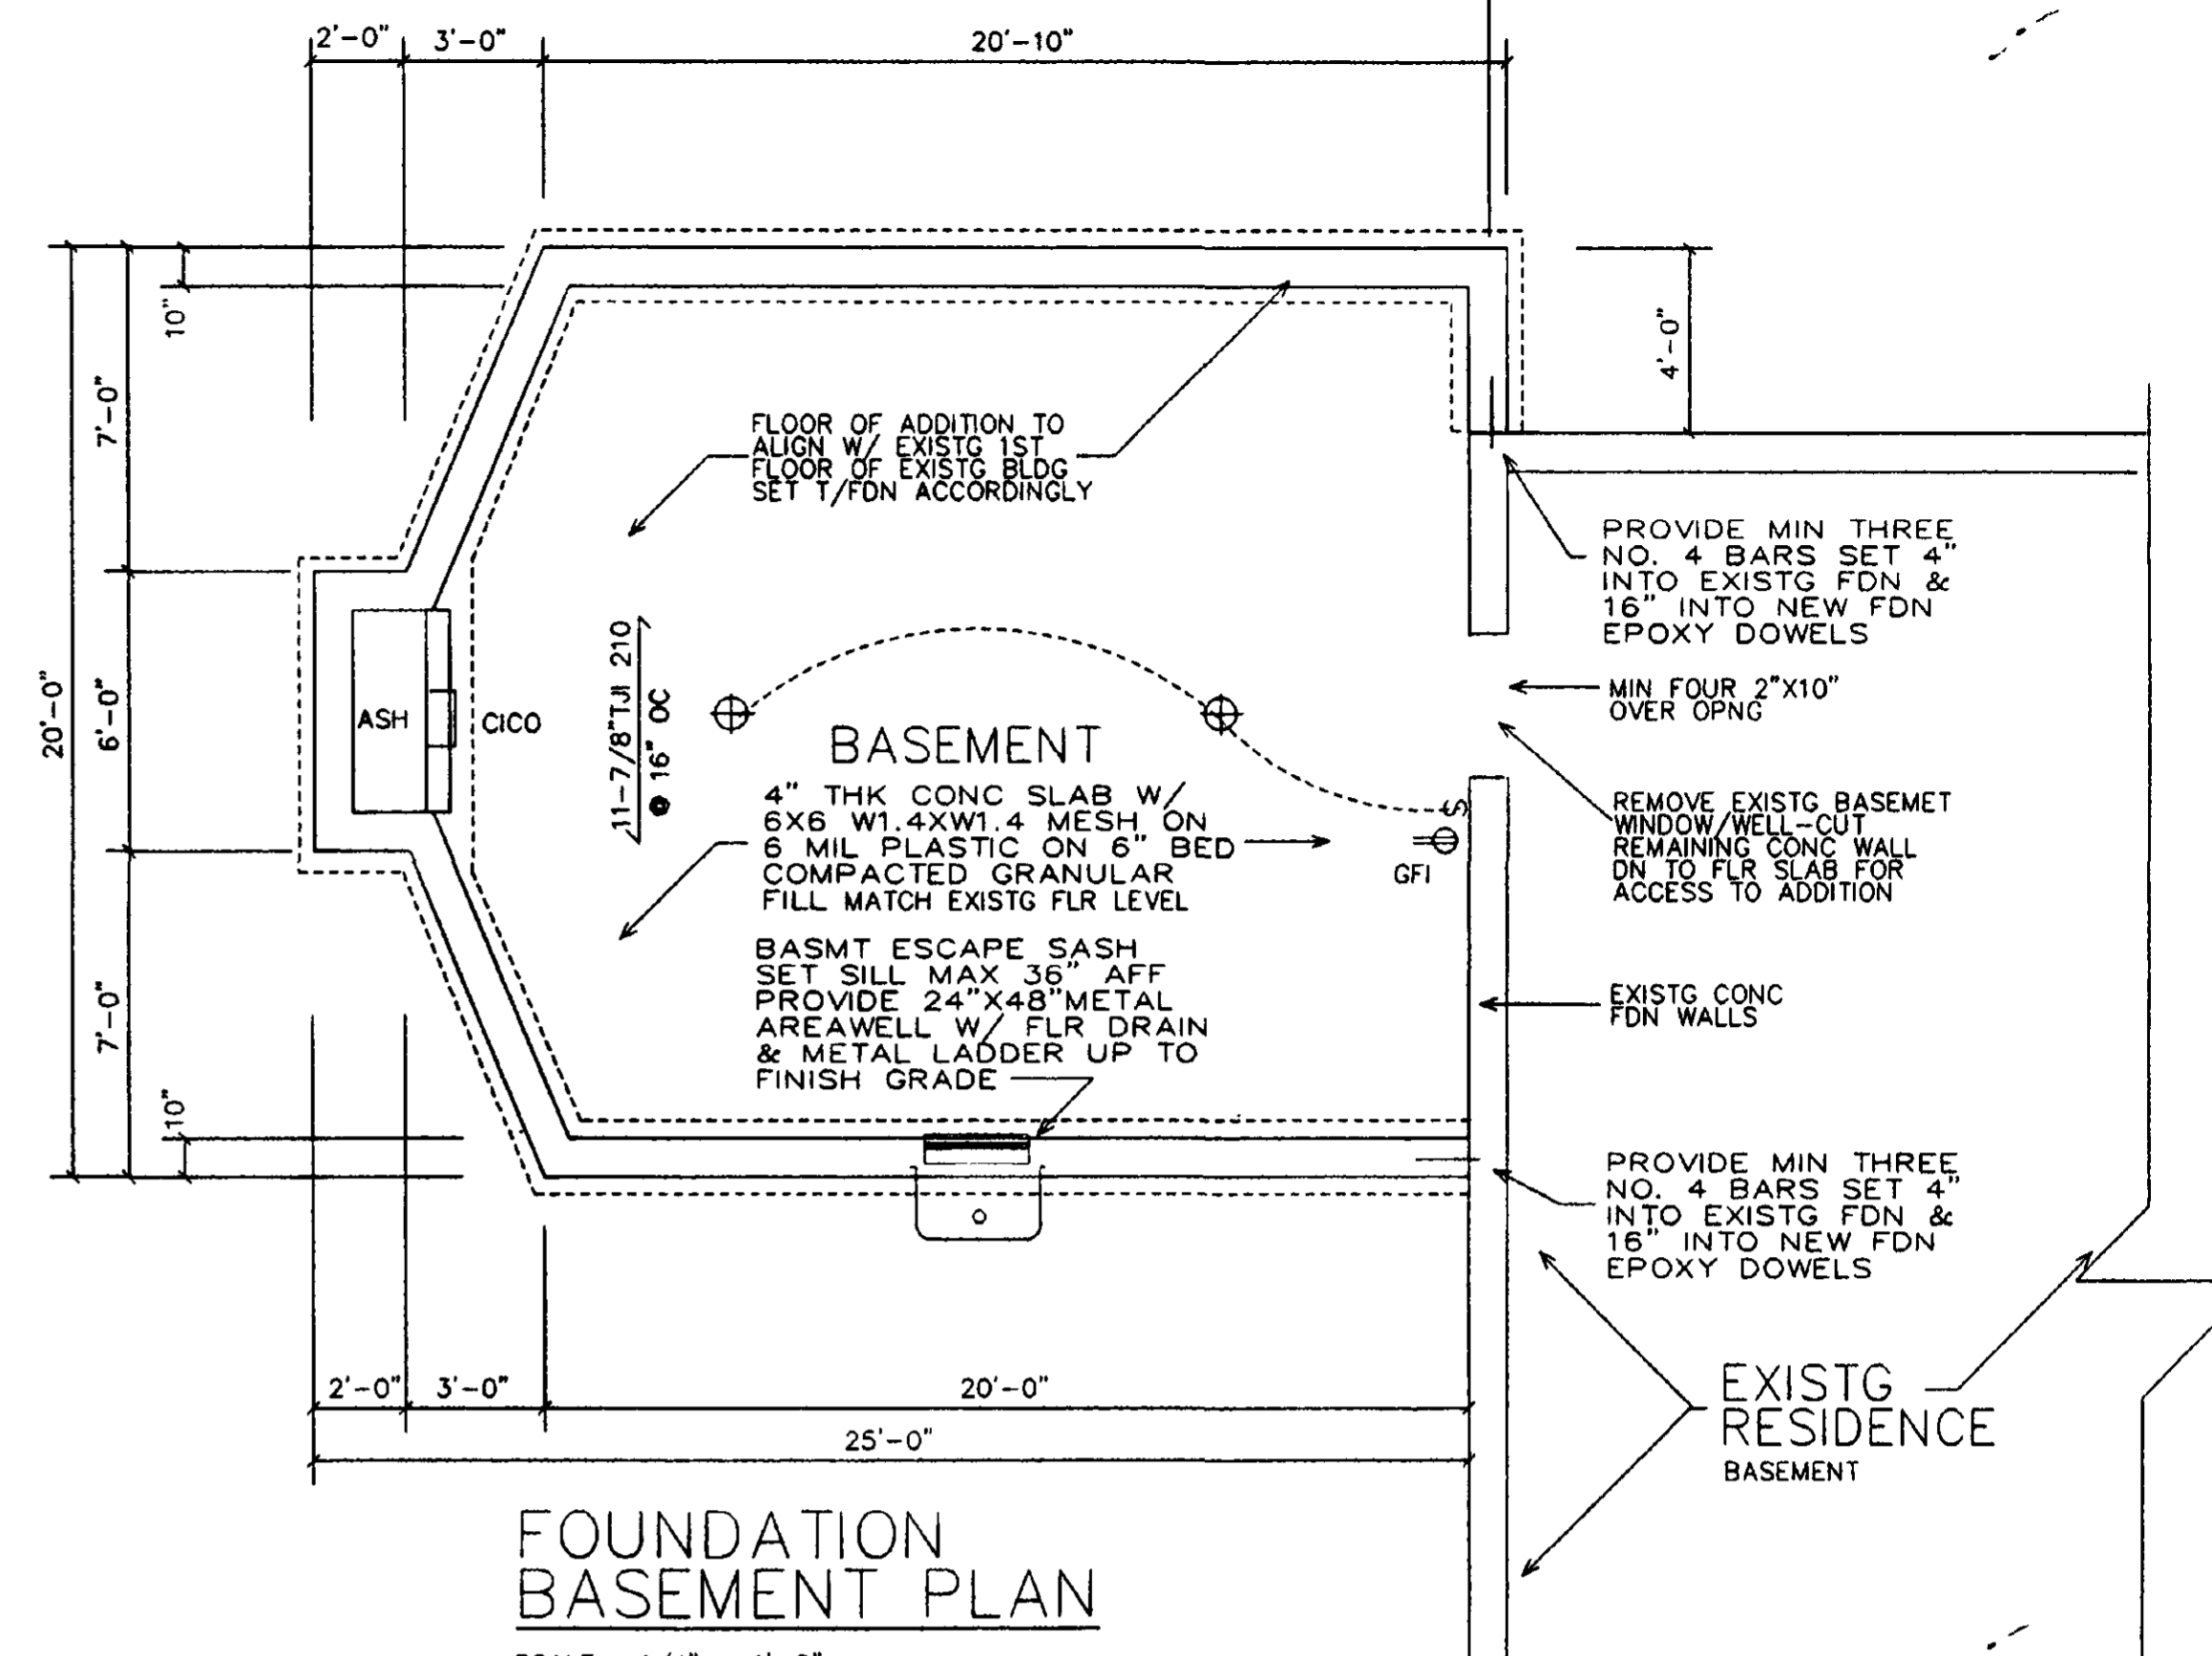 2'-0" 3'-0" 20'-10"
10"
7'-0"
4'-0"
FLOOR OF ADDITION TO
ALIGN W/ EXISTG 1ST
FLOOR OF EXISTG BLDG
SET T/FDN ACCORDINGLY
PROVIDE MIN THREE
NO. 4 BARS SET 4"
INTO EXISTG FDN &
16" INTO NEW FDN
EPOXY DOWELS
20'-0"
6'-0"
ASH
CICO
11-7/8"TJI 210
@ 16" OC
MIN FOUR 2"X10"
OVER OPNG
BASEMENT
4" THK CONC SLAB W/
6X6 W1.4XW1.4 MESH ON
6 MIL PLASTIC ON 6" BED
COMPACTED GRANULAR
FILL MATCH EXISTG FLR LEVEL
S
GFI
REMOVE EXISTG BASEMET
WINDOW/WELL-CUT
REMAINING CONC WALL
DN TO FLR SLAB FOR
ACCESS TO ADDITION
BASMT ESCAPE SASH
SET SILL MAX 36" AFF
PROVIDE 24"X48"METAL
AREAWELL W/ FLR DRAIN
& METAL LADDER UP TO
FINISH GRADE
EXISTG CONC
FDN WALLS
7'-0"
10"
PROVIDE MIN THREE
NO. 4 BARS SET 4"
INTO EXISTG FDN &
16" INTO NEW FDN
EPOXY DOWELS
2'-0" 3'-0" 20'-0"
25'-0"
EXISTG
RESIDENCE
BASEMENT
FOUNDATION
BASEMENT PLAN